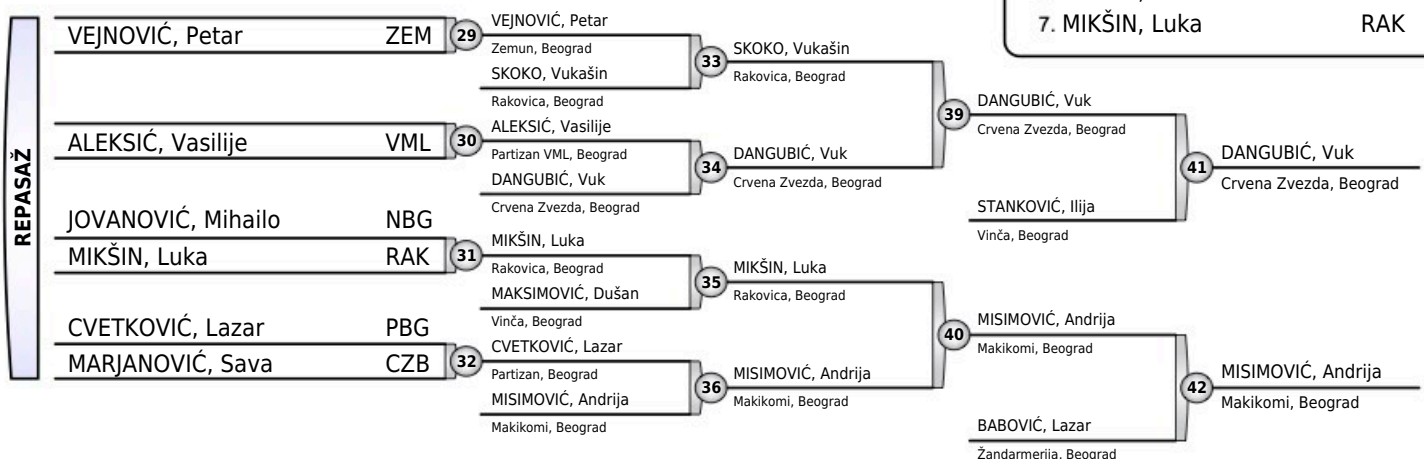 7. MIKŠIN, Luka RAK
REPASAŽ
VEJNOVIĆ, Petar ZEM
ALEKSIĆ, Vasilije VML
JOVANOVIĆ, Mihailo NBG
MIKŠIN, Luka RAK
CVETKOVIĆ, Lazar PBG
MARJANOVIĆ, Sava CZB
29
30
31
32
VEJNOVIĆ, Petar
Zemun, Beograd
SKOKO, Vukašin
Rakovica, Beograd
ALEKSIĆ, Vasilije
Partizan VML, Beograd
DANGUBIĆ, Vuk
Crvena Zvezda, Beograd
MIKŠIN, Luka
Rakovica, Beograd
MAKSIMOVIĆ, Dušan
Vinča, Beograd
CVETKOVIĆ, Lazar
Partizan, Beograd
MISIMOVIĆ, Andrija
Makikomi, Beograd
33
34
35
36
SKOKO, Vukašin
Rakovica, Beograd
DANGUBIĆ, Vuk
Crvena Zvezda, Beograd
MIKŠIN, Luka
Rakovica, Beograd
MISIMOVIĆ, Andrija
Makikomi, Beograd
39
40
DANGUBIĆ, Vuk
Crvena Zvezda, Beograd
STANKOVIĆ, Ilija
Vinča, Beograd
MISIMOVIĆ, Andrija
Makikomi, Beograd
BABOVIĆ, Lazar
Žandarmerija, Beograd
41
42
DANGUBIĆ, Vuk
Crvena Zvezda, Beograd
MISIMOVIĆ, Andrija
Makikomi, Beograd